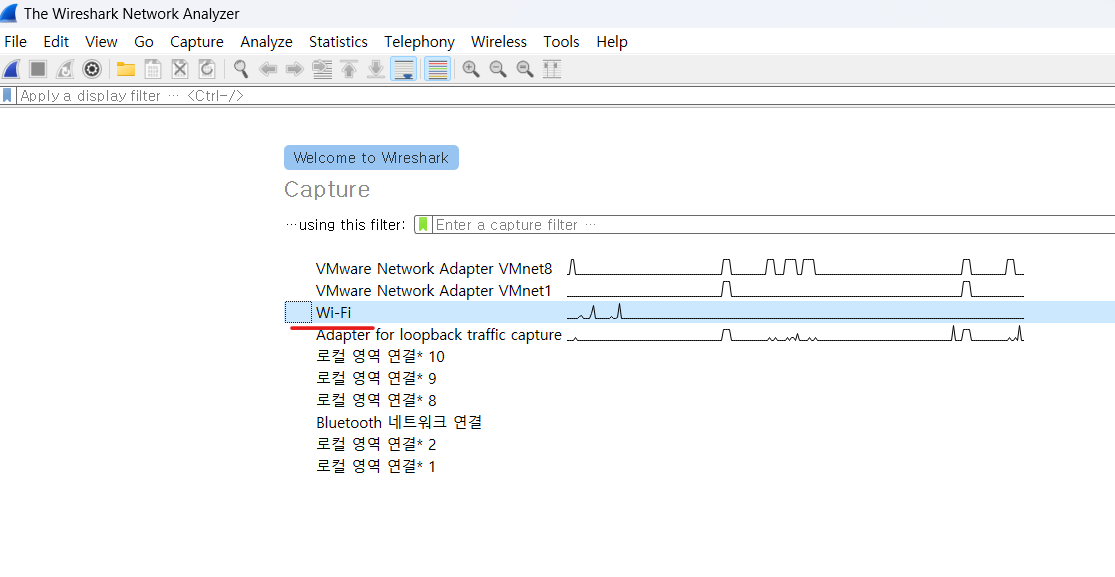 The Wireshark Network Analyzer
File Edit View Go Capture Analyze Statistics Telephony Wireless Tools Help
Apply a display filter ··· <Ctrl-/>
Welcome to Wireshark
Capture
···using this filter: Enter a capture filter ···
VMware Network Adapter VMnet8
VMware Network Adapter VMnet1
Wi-Fi
Adapter for loopback traffic capture
로컬 영역 연결* 10
로컬 영역 연결* 9
로컬 영역 연결* 8
Bluetooth 네트워크 연결
로컬 영역 연결* 2
로컬 영역 연결* 1